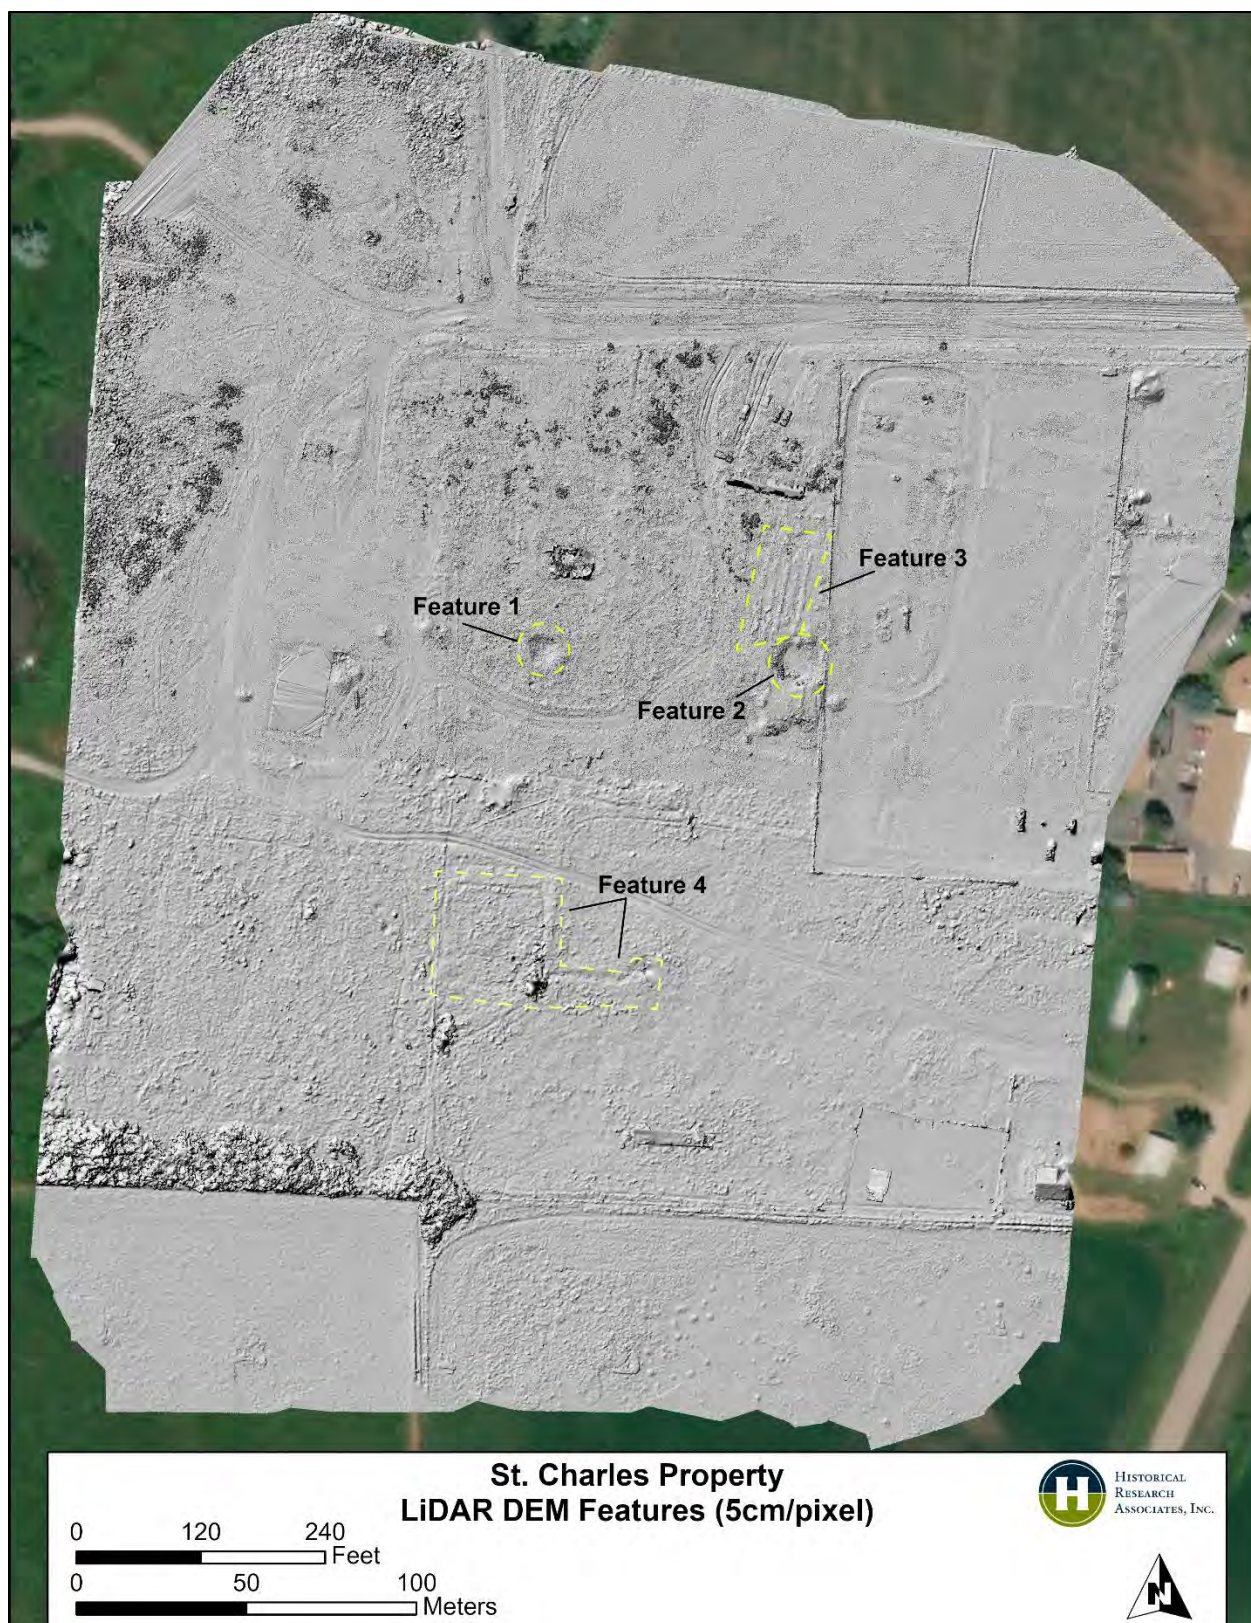 Feature 3
Feature 1
Feature 2
Feature 4
St. Charles Property
LiDAR DEM Features (5cm/pixel)
0 120 240
Feet
0 50 100
Meters
H
HISTORICAL
RESEARCH
ASSOCIATES, INC.
N